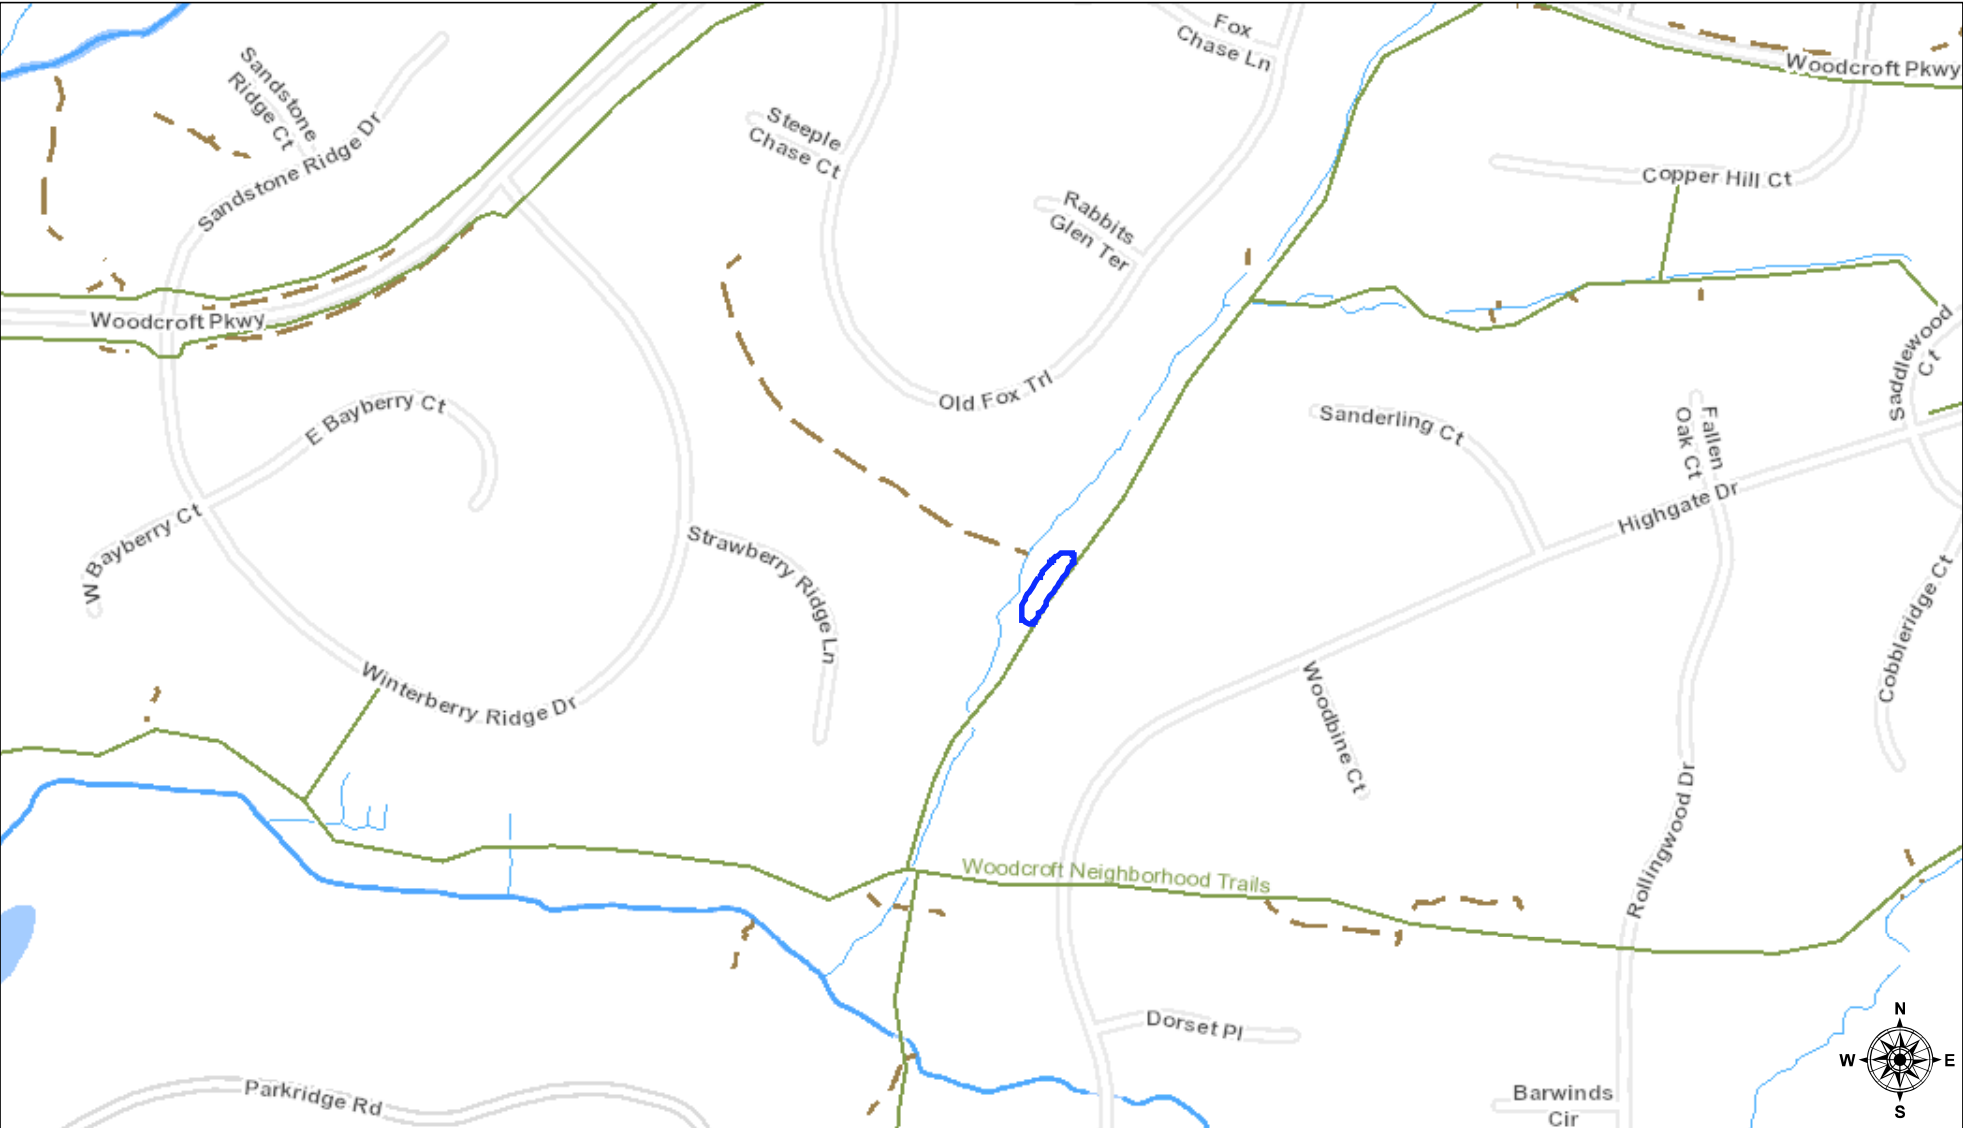 Fox
Chase Ln
Woodcroft Pkwy
Sandstone
Ridge Ct
Sandstone Ridge Dr
Steeple
Chase Ct
Copper Hill Ct
Rabbits
Glen Ter
Woodcroft Pkwy
Saddlewood
Ct
Old Fox Trl
E Bayberry Ct
Sanderling Ct
Fallen
Oak Ct
Highgate Dr
W Bayberry Ct
Strawberry Ridge Ln
Cobbleridge Ct
Winterberry Ridge Dr
Woodbine Ct
Rollingwood Dr
Woodcroft Neighborhood Trails
Dorset Pl
N
W
E
S
Parkridge Rd
Barwinds
Cir